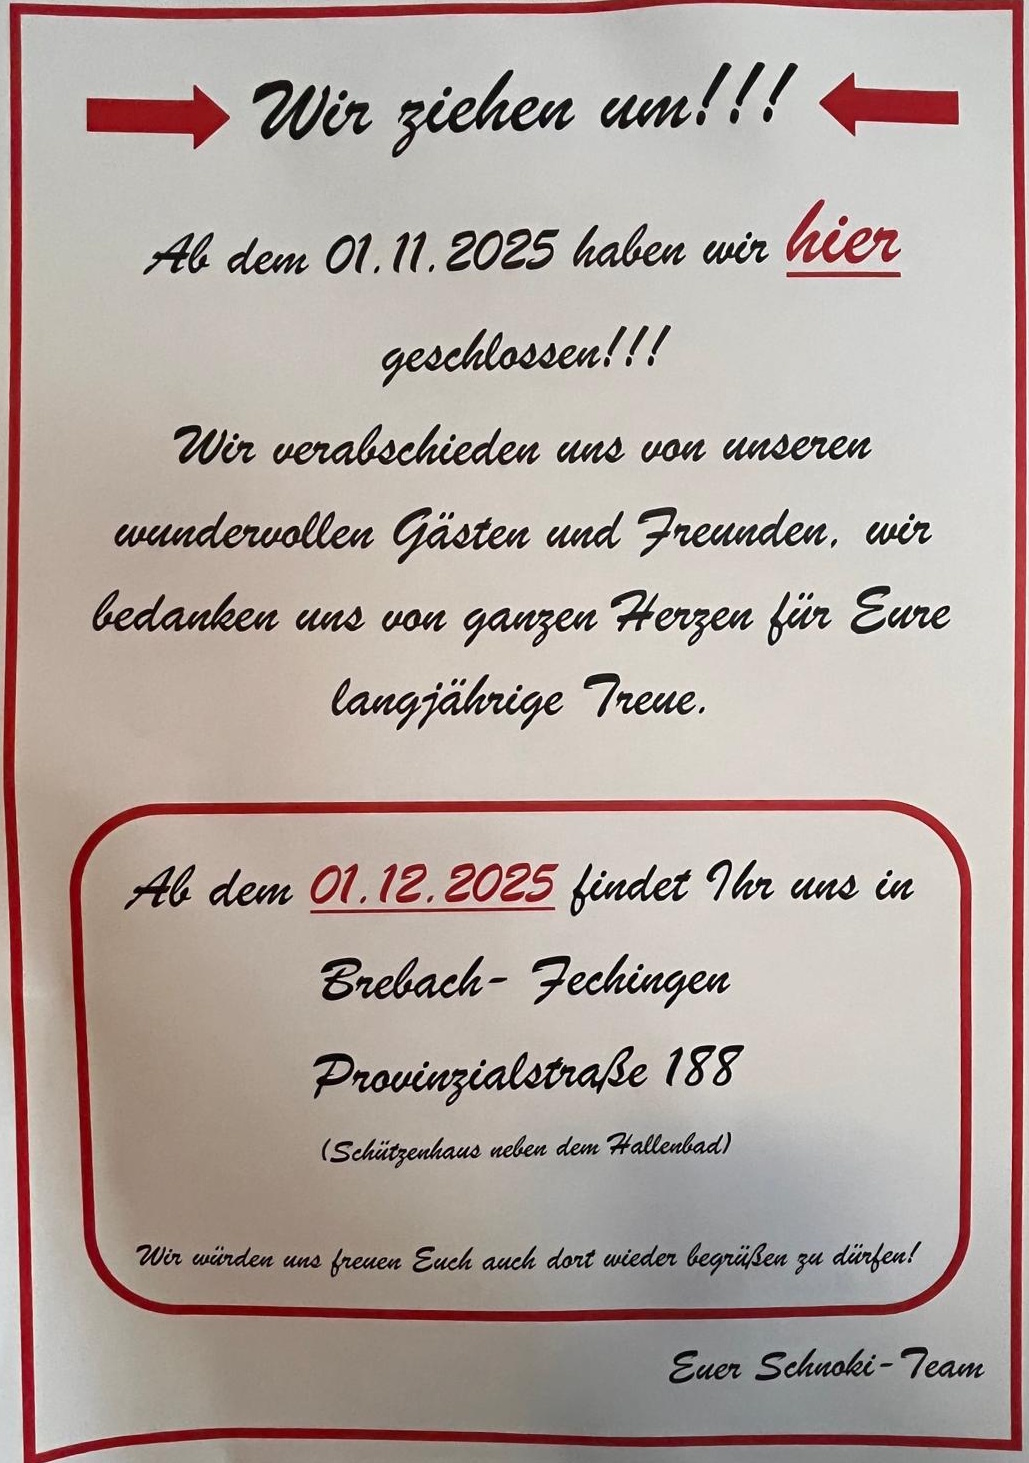 Wir ziehen um!!!
Ab dem 01.11.2025 haben wir hier
geschlossen!!!
Wir verabschieden uns von unseren
wundervollen Gästen und Freunden, wir
bedanken uns von ganzen Herzen für Eure
langjährige Treue.
Ab dem 01.12.2025 findet Ihr uns in
Brebach- Fechingen
Provinzialstraße 188
(Schützenhaus neben dem Hallenbad)
Wir würden uns freuen Euch auch dort wieder begrüßen zu dürfen!
Euer Schnoki-Team